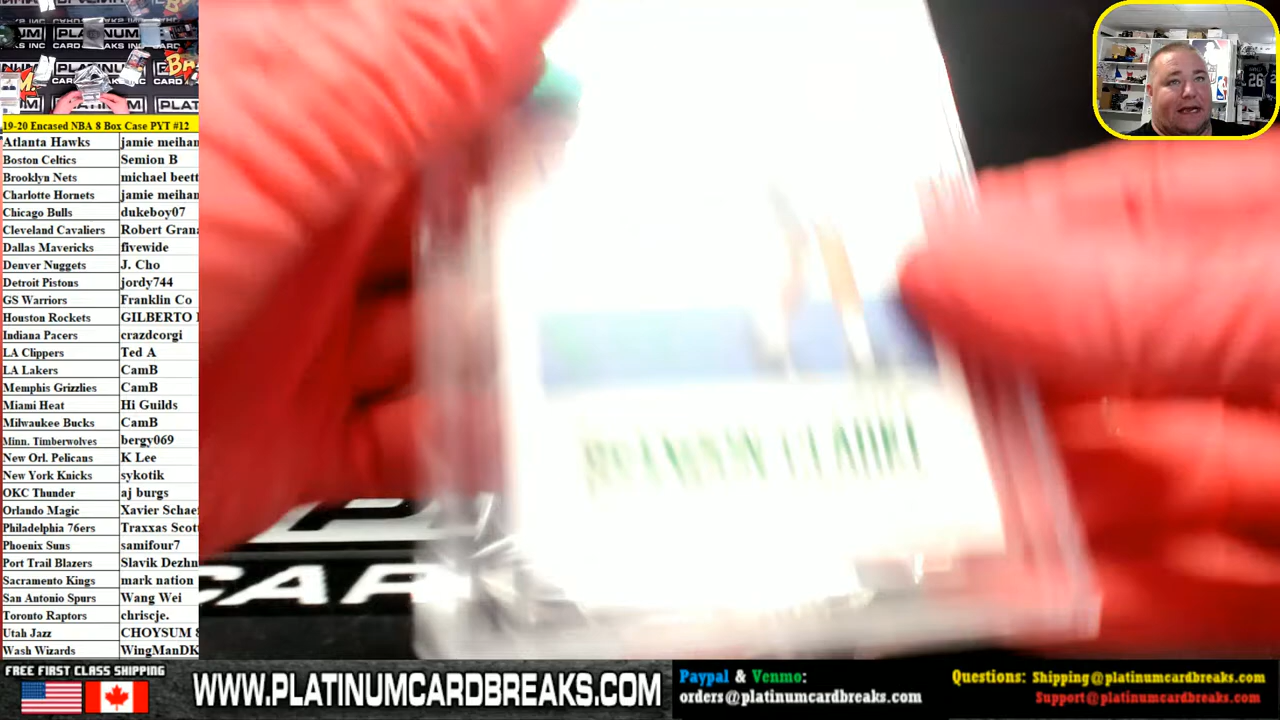 19-20 Encased NBA 8 Box Case PYT #12
Atlanta Hawks jamie meihan
Boston Celtics Semion B
Brooklyn Nets michael beett
Charlotte Hornets jamie meihan
Chicago Bulls dukeboy07
Cleveland Cavaliers Robert Grana
Dallas Mavericks fivewide
Denver Nuggets J. Cho
Detroit Pistons jordy744
GS Warriors Franklin Co
Houston Rockets GILBERTO
Indiana Pacers crazdcorgi
LA Clippers Ted A
LA Lakers CamB
Memphis Grizzlies CamB
Miami Heat Hi Guilds
Milwaukee Bucks CamB
Minn. Timberwolves bergy069
New Orl. Pelicans K Lee
New York Knicks sykotik
OKC Thunder aj burgs
Orlando Magic Xavier Schae
Philadelphia 76ers Traxxas Scott
Phoenix Suns samifour7
Port Trail Blazers Slavik Dezhn
Sacramento Kings mark nation
San Antonio Spurs Wang Wei
Toronto Raptors chriscje.
Utah Jazz CHOYSUM
Wash Wizards WingManDK
FREE FIRST CLASS SHIPPING
WWW.PLATINUMCARDBREAKS.COM
Paypal & Venmo:
orders@platinumcardbreaks.com
Questions: Shipping@platinumcardbreaks.com
Support@platinumcardbreaks.com